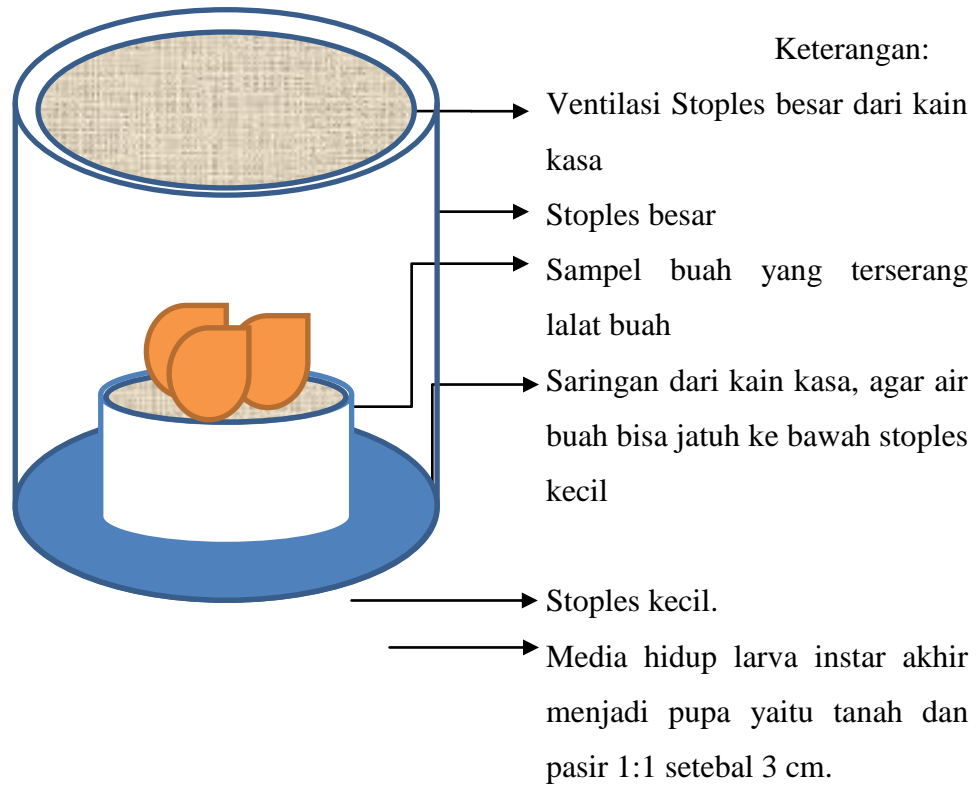 Keterangan:
Ventilasi Stoples besar dari kain
kasa
Stoples besar
Sampel buah yang terserang
lalat buah
Saringan dari kain kasa, agar air
buah bisa jatuh ke bawah stoples
kecil
Stoples kecil.
Media hidup larva instar akhir
menjadi pupa yaitu tanah dan
pasir 1:1 setebal 3 cm.